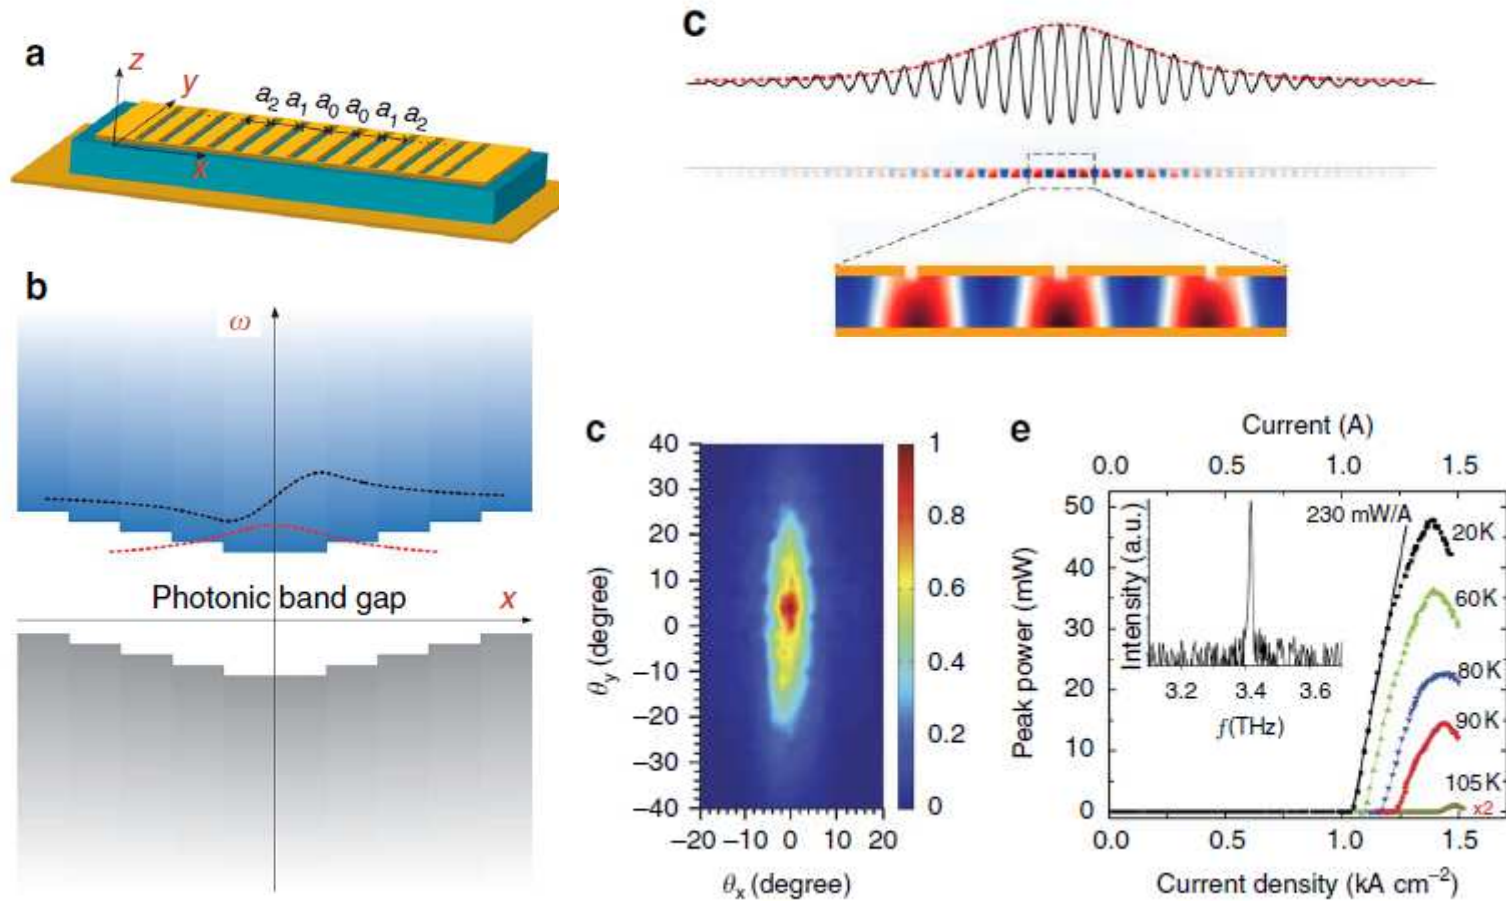 a
z
y
a2 a1 a0 a0 a1 a2
x
b
ω
Photonic band gap
x
c
c
40
30
20
10
0
−10
−20
−30
−40
θy (degree)
−20 −10 0 10 20
θx (degree)
1
0.8
0.6
0.4
0.2
0
e
Current (A)
0.0 0.5 1.0 1.5
50
40
30
20
10
0
Peak power (mW)
Intensity (a.u.)
3.2 3.4 3.6
f(THz)
230 mW/A
20K
60K
80K
90K
105K
x2
0.0 0.5 1.0 1.5
Current density (kA cm−2)